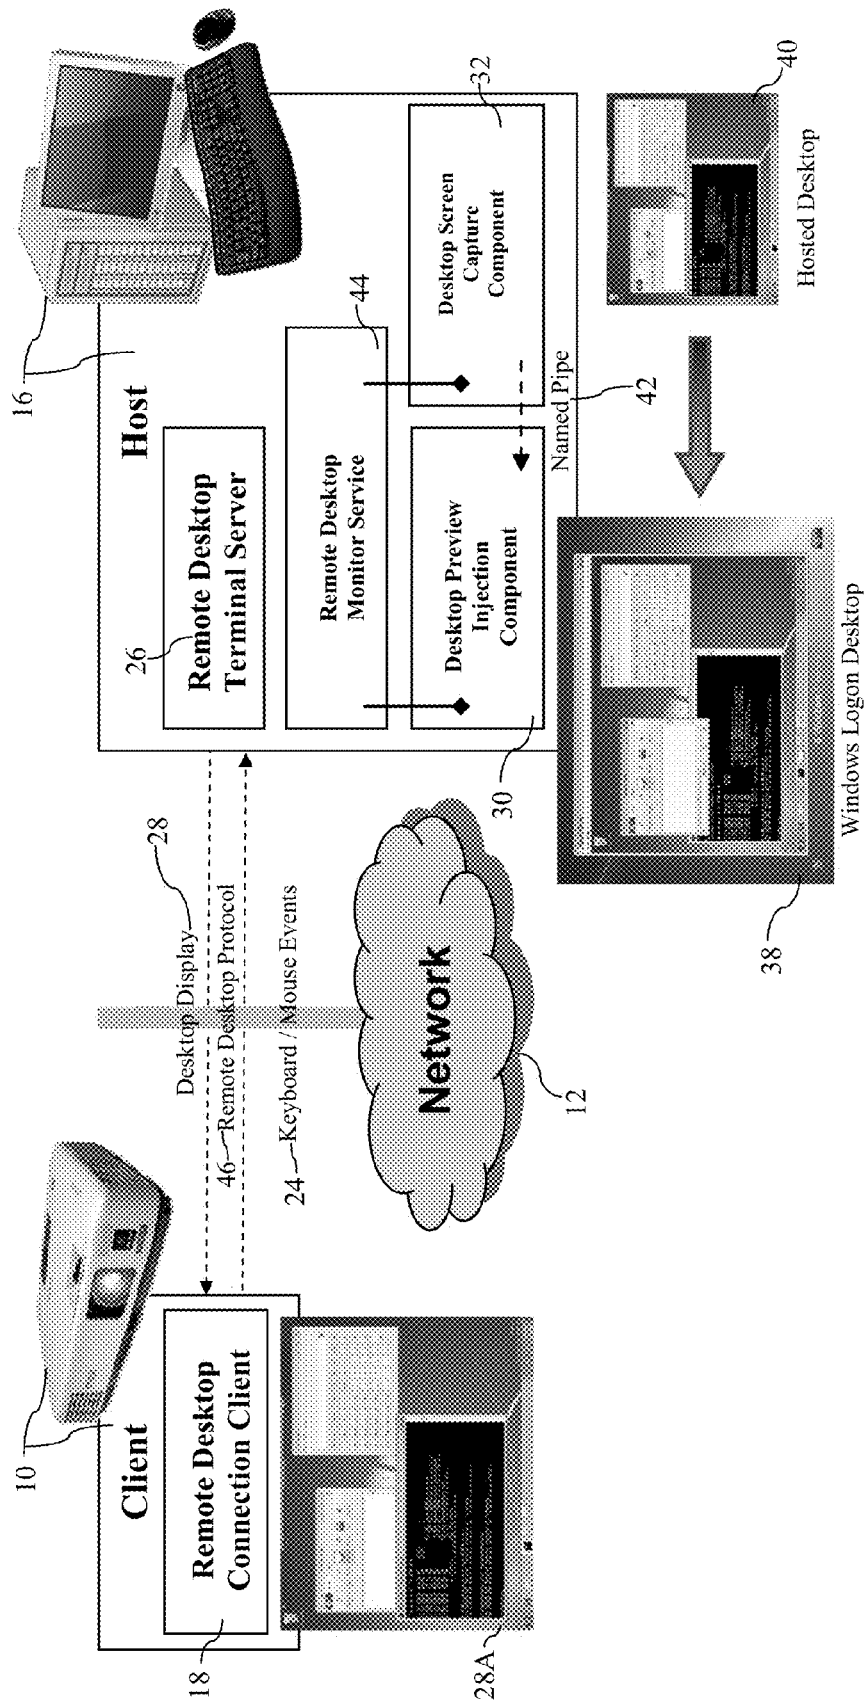 10
Client
Remote Desktop
Connection Client
18
28A
Desktop Display
28
46
Remote Desktop Protocol
24
Keyboard / Mouse Events
Network
12
16
Host
26
Remote Desktop
Terminal Server
Remote Desktop
Monitor Service
44
Desktop Preview
Injection
Component
30
Desktop Screen
Capture
Component
32
Named Pipe
42
38
Windows Logon Desktop
40
Hosted Desktop